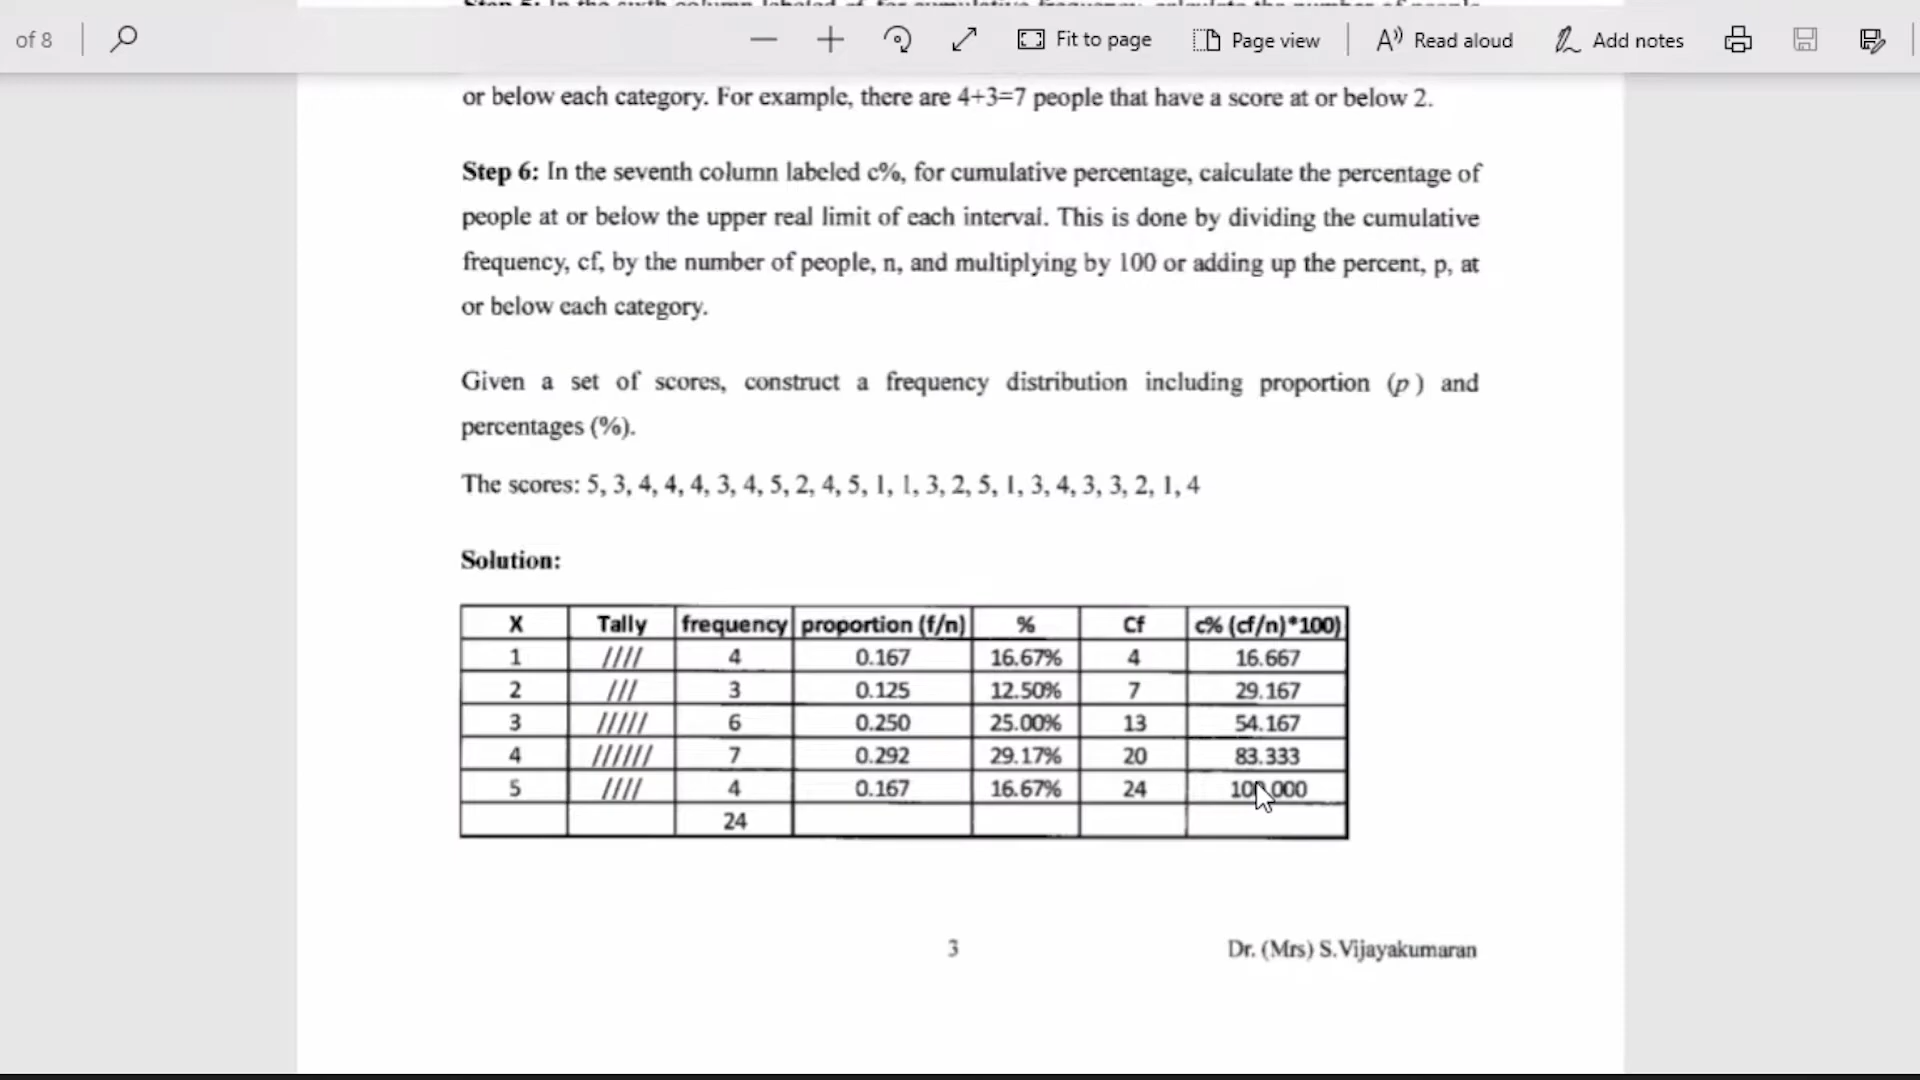 of 8 Fit to page Page view Read aloud Add notes
or below each category. For example, there are 4+3=7 people that have a score at or below 2.
Step 6: In the seventh column labeled c%, for cumulative percentage, calculate the percentage of
people at or below the upper real limit of each interval. This is done by dividing the cumulative
frequency, cf, by the number of people, n, and multiplying by 100 or adding up the percent, p, at
or below each category.
Given a set of scores, construct a frequency distribution including proportion (p ) and
percentages (%).
The scores: 5, 3, 4, 4, 4, 3, 4, 5, 2, 4, 5, 1, 1, 3, 2, 5, 1, 3, 4, 3, 3, 2, 1, 4
Solution:
X Tally frequency proportion (f/n) % Cf c% (cf/n)*100)
1 //// 4 0.167 16.67% 4 16.667
2 /// 3 0.125 12.50% 7 29.167
3 ///// 6 0.250 25.00% 13 54.167
4 ////// 7 0.292 29.17% 20 83.333
5 //// 4 0.167 16.67% 24 100.000
24
3 Dr. (Mrs) S.Vijayakumaran